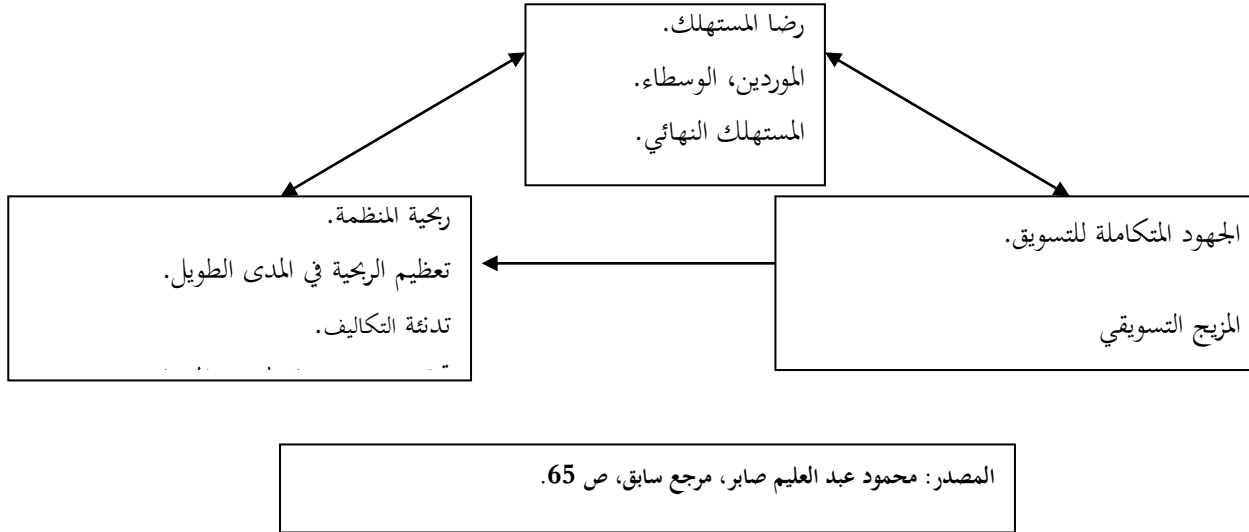 رضا المستهلك.
الموردين، الوسطاء.
المستهلك النهائي.
الجهود المتكاملة للتسويق.
المزيج التسويقي
ربحية المنظمة.
تعظيم الربحية في المدى الطويل.
تدنئة التكاليف.
المصدر: محمود عبد العليم صابر، مرجع سابق، ص 65.